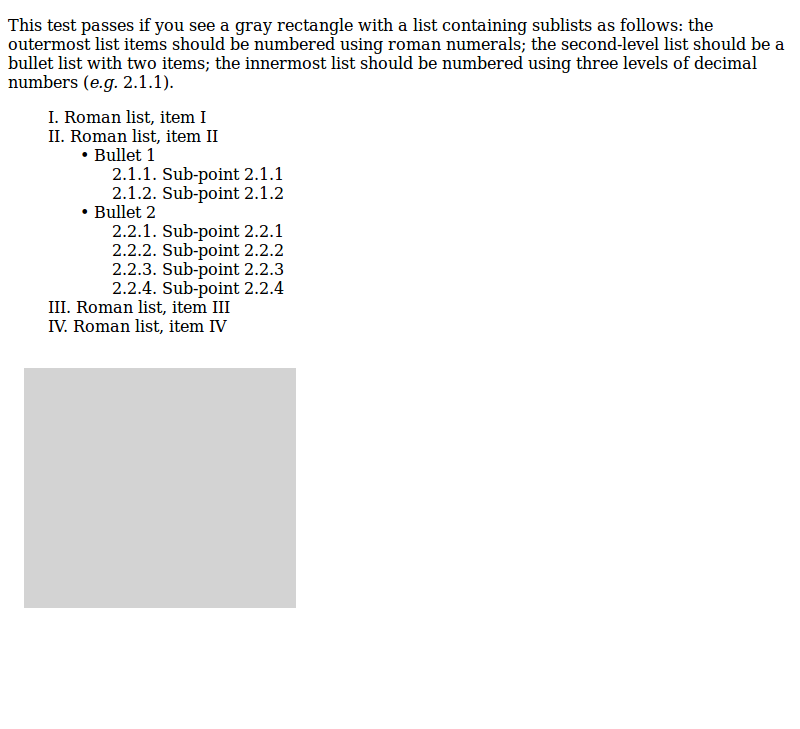 This test passes if you see a gray rectangle with a list containing sublists as follows: the
outermost list items should be numbered using roman numerals; the second-level list should be a
bullet list with two items; the innermost list should be numbered using three levels of decimal
numbers (e.g. 2.1.1).
I. Roman list, item I
II. Roman list, item II
• Bullet 1
2.1.1. Sub-point 2.1.1
2.1.2. Sub-point 2.1.2
• Bullet 2
2.2.1. Sub-point 2.2.1
2.2.2. Sub-point 2.2.2
2.2.3. Sub-point 2.2.3
2.2.4. Sub-point 2.2.4
III. Roman list, item III
IV. Roman list, item IV